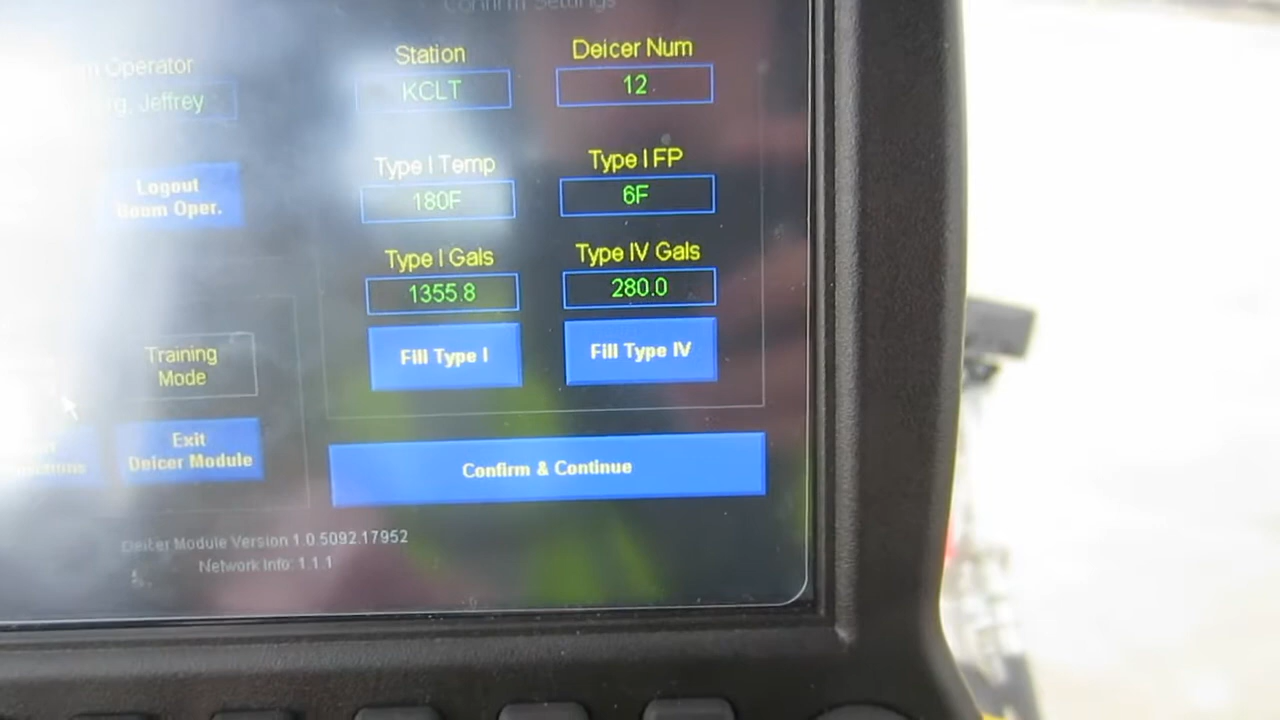 Confirm Settings
Operator
Station
Deicer Num
Jeffrey
KCLT
12
Type I Temp
Type I FP
Logout
Boom Oper.
180F
6F
Type I Gals
Type IV Gals
1355.8
280.0
Training
Mode
Fill Type I
Fill Type IV
Exit
Deicer Module
Confirm & Continue
Deicer Module Version 1.0.5092.17952
Network Info: 1.1.1